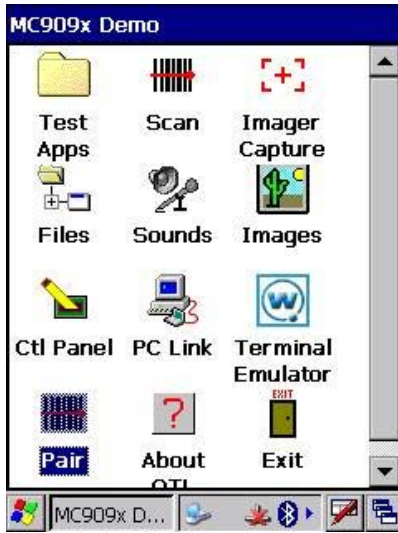 MC909x Demo
Test Scan Imager
Apps Capture
Files Sounds Images
Ctl Panel PC Link Terminal
Emulator
EXIT
Pair About Exit
MC909x D...